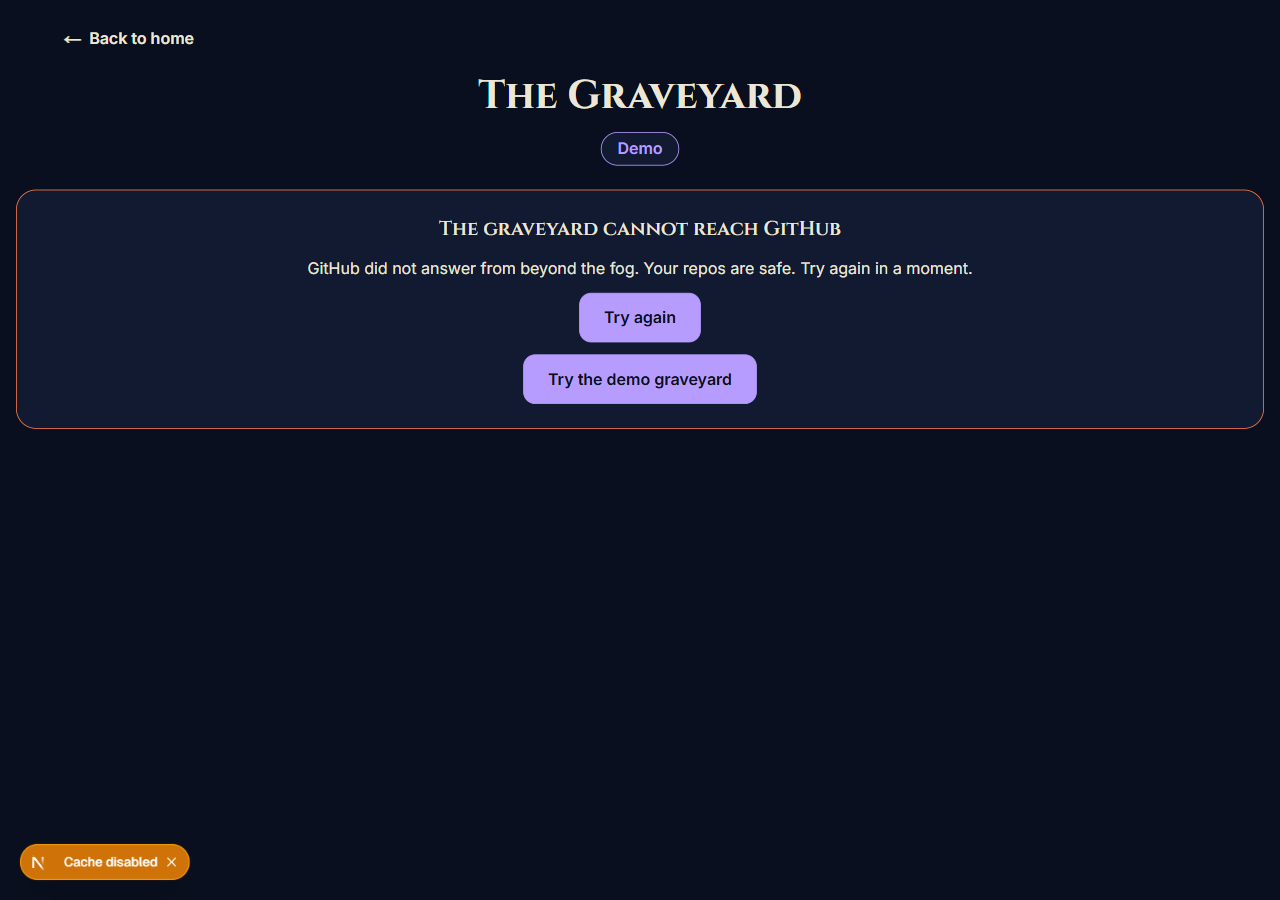 ← Back to home
The Graveyard
Demo
The graveyard cannot reach GitHub
GitHub did not answer from beyond the fog. Your repos are safe. Try again in a moment.
Try again
Try the demo graveyard
N Cache disabled ×